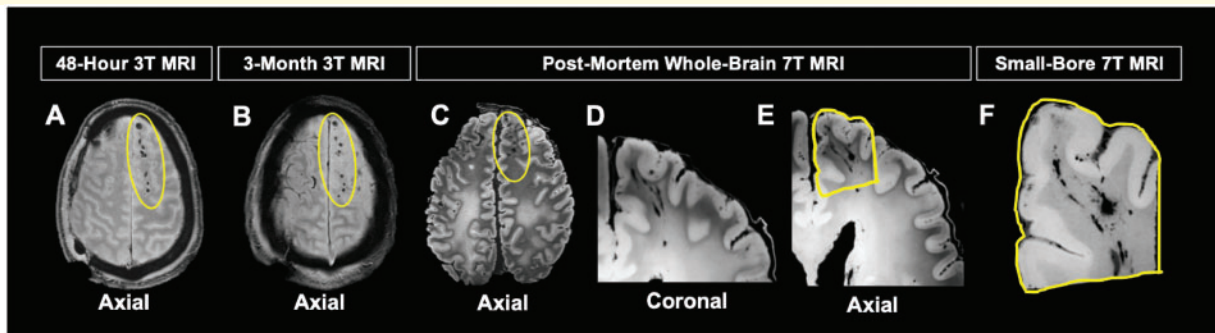 48-Hour 3T MRI
3-Month 3T MRI
Post-Mortem Whole-Brain 7T MRI
Small-Bore 7T MRI
A
B
C
D
E
F
Axial
Axial
Axial
Coronal
Axial